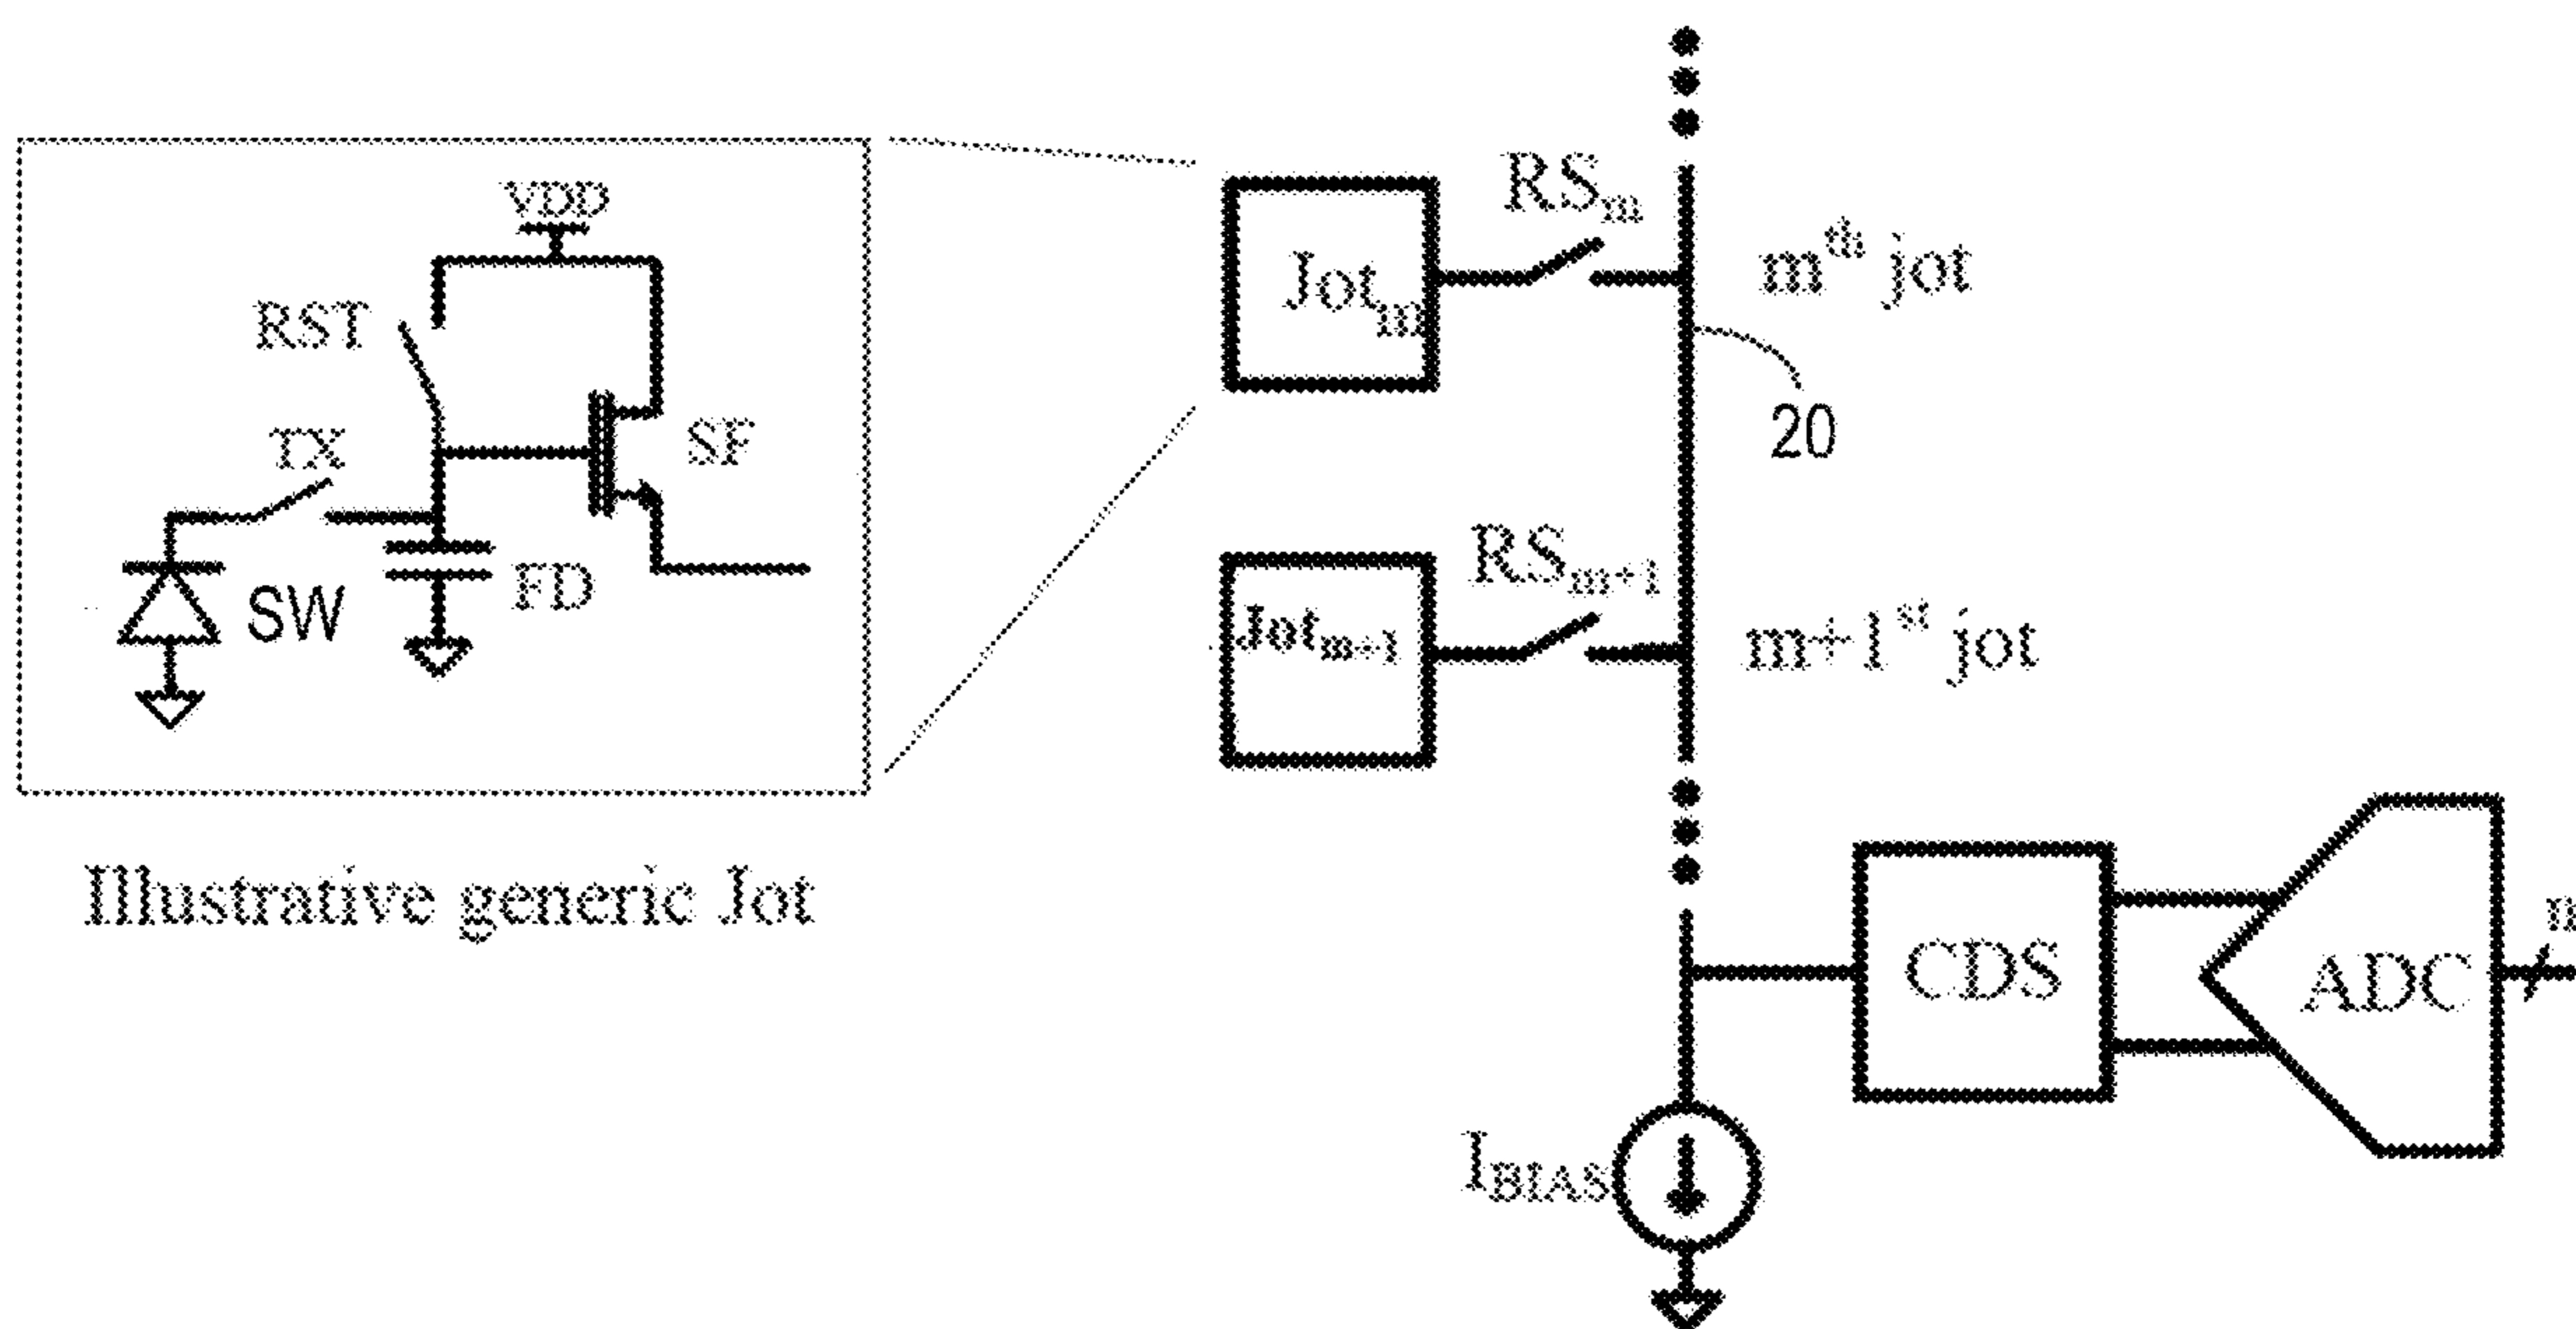 VDD
RST
TX
SF
SW
FD
Illustrative generic Jot
Jotₘ
RSₘ
mᵗʰ jot
20
Jotₘ₊₁
RSₘ₊₁
m+1ˢᵗ jot
CDS
ADC
n
I_BIAS